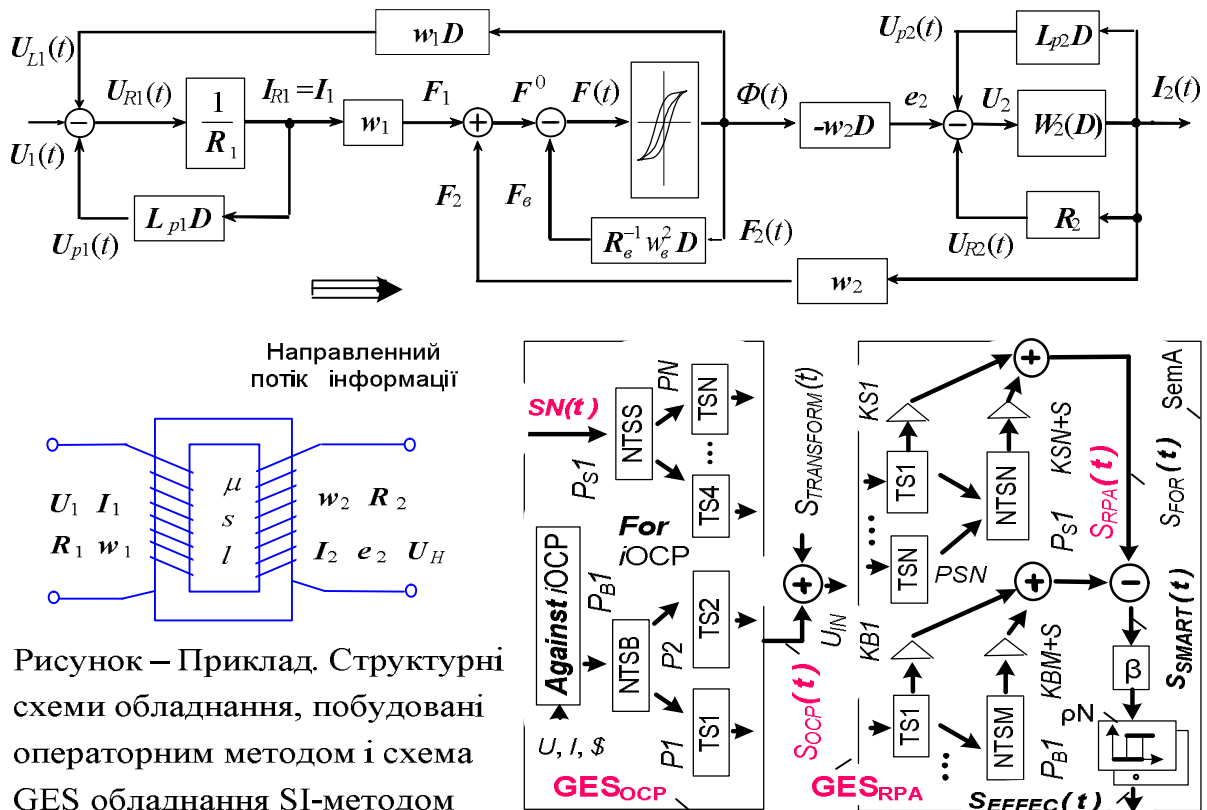 w₁D
U_L1(t)
U_R1(t)
1
R₁
I_R1=I₁
w₁
F₁
F⁰
F(t)
Ф(t)
-w₂D
e₂
U₂
W₂(D)
I₂(t)
U_p2(t)
L_p2D
U₁(t)
L_p1D
U_p1(t)
F₂
F_в
R_в⁻¹w_в²D
F₂(t)
U_R2(t)
R₂
w₂
Направленний
потік інформації
U₁ I₁
R₁ w₁
μ
s
l
w₂ R₂
I₂ e₂ U_H
Рисунок – Приклад. Структурні
схеми обладнання, побудовані
операторним методом і схема
GES обладнання SI-методом
SN(t)
NTSS
PN
TSN
...
TS4
P_S1
For
iOCP
Against iOCP
P_B1
NTSB
P2
TS2
P1
TS1
U, I, $
GES_OCP
S_TRANSFORM(t)
U_IN
S_OCP(t)
KS1
TS1
...
TSN
PSN
NTSN
KSN+S
P_S1
S_RPA(t)
S_FOR(t)
SemA
KB1
TS1
...
NTSM
KBM+S
P_B1
S_SMART(t)
β
ρN
GES_RPA
S_EFFEC(t)